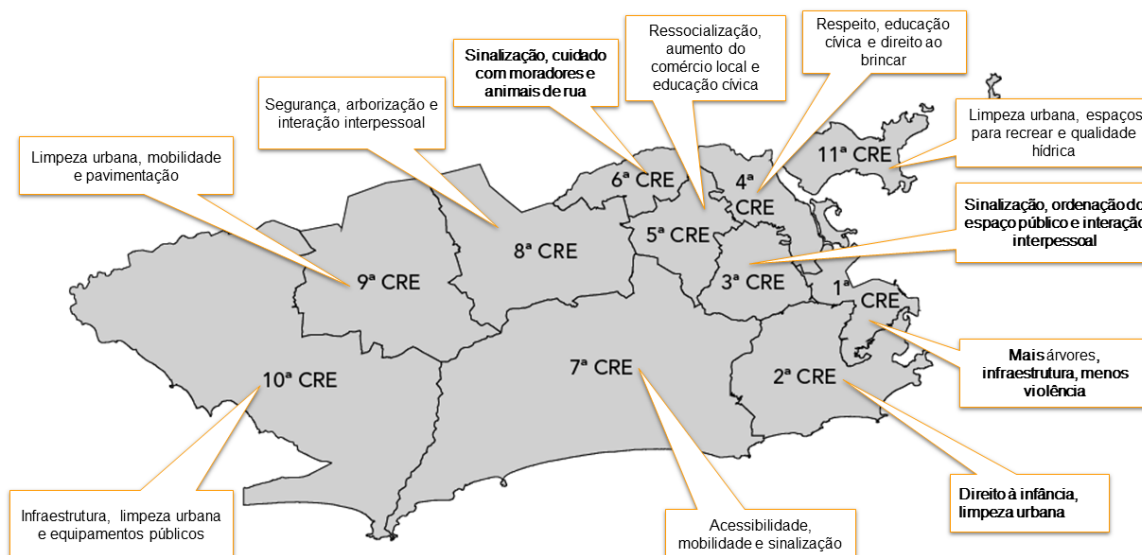 Respeito, educação
cívica e direito ao
brincar
Ressocialização,
aumento do
comércio local e
educação cívica
Sinalização, cuidado
com moradores e
animais de rua
Segurança, arborização e
interação interpessoal
Limpeza urbana, mobilidade
e pavimentação
Limpeza urbana, espaços
para recrear e qualidade
hídrica
Sinalização, ordenação do
espaço público e interação
interpessoal
11ª CRE
6ª CRE
4ª
CRE
5ª CRE
8ª CRE
9ª CRE
3ª CRE
1ª
CRE
7ª CRE
2ª CRE
10ª CRE
Mais árvores,
infraestrutura, menos
violência
Direito à infância,
limpeza urbana
Infraestrutura, limpeza urbana
e equipamentos públicos
Acessibilidade,
mobilidade e sinalização